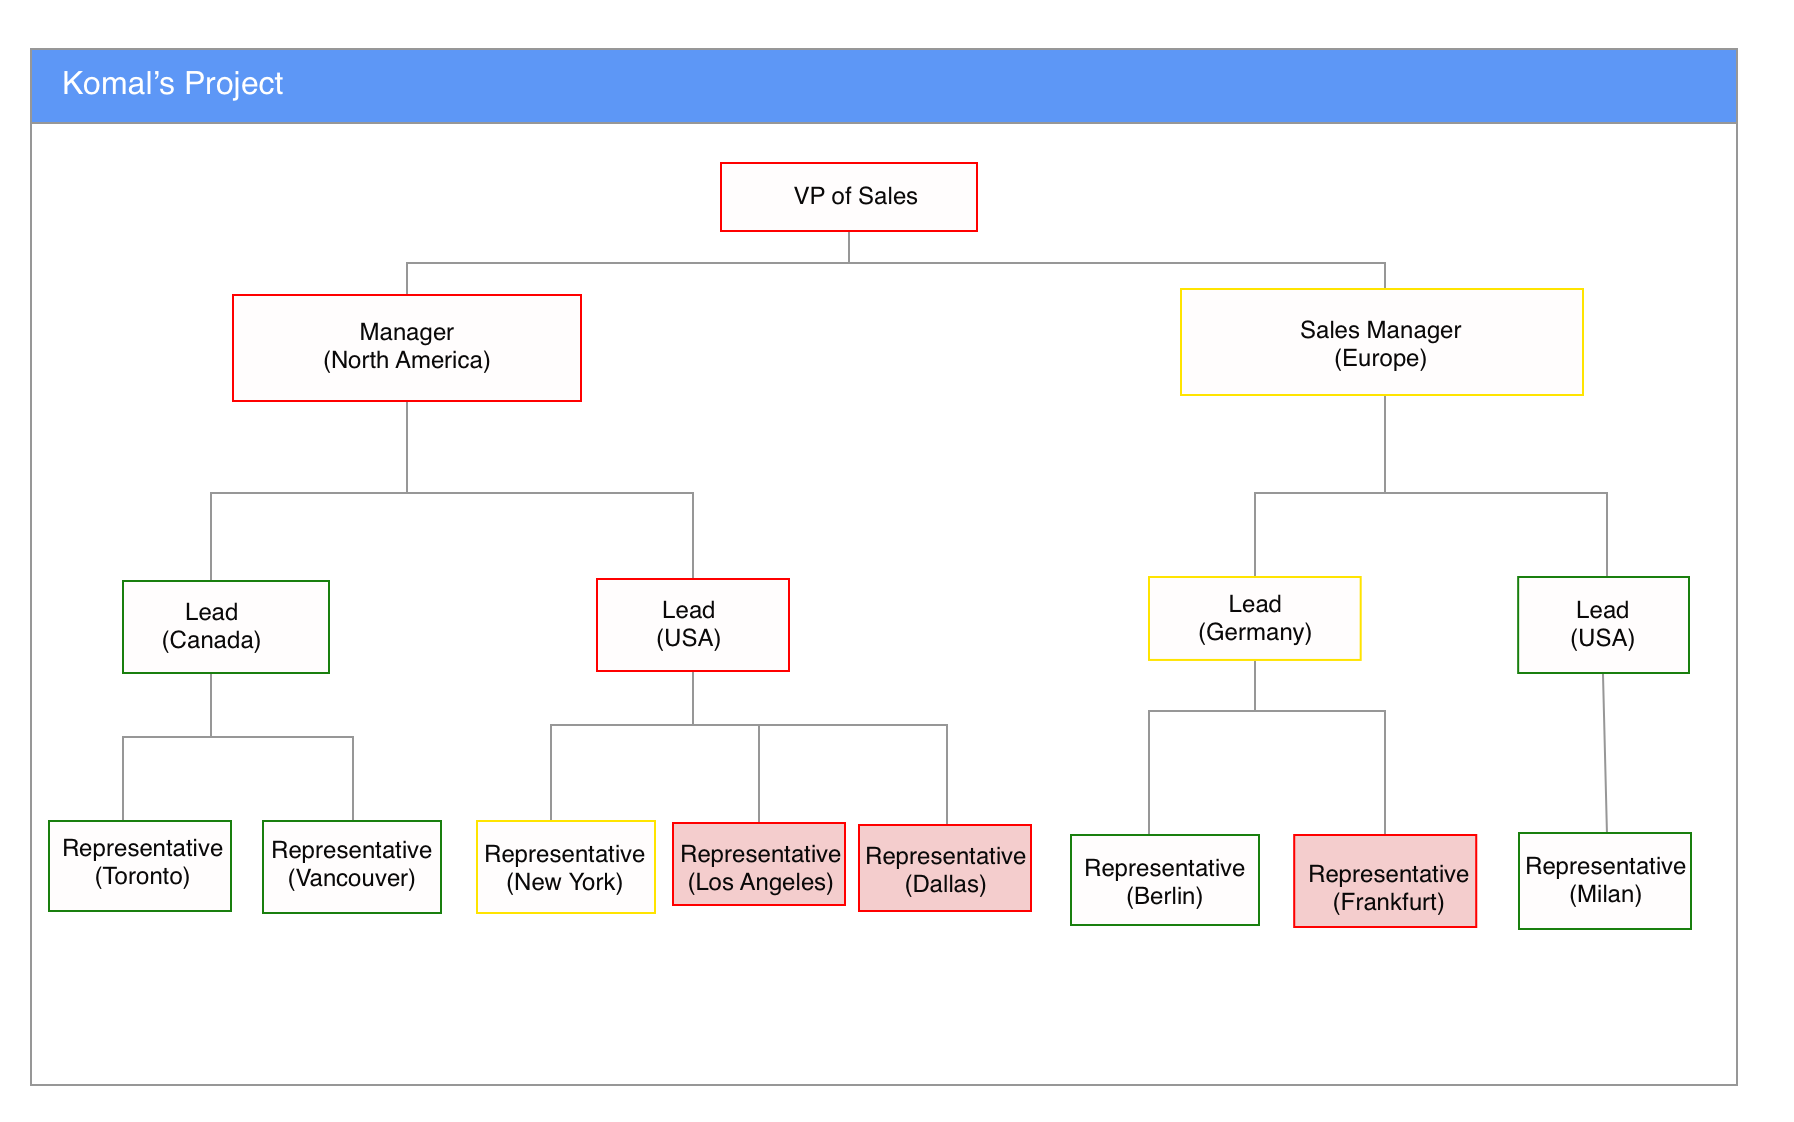 Komal's Project
VP of Sales
Manager
(North America)
Sales Manager
(Europe)
Lead
(Canada)
Lead
(USA)
Lead
(Germany)
Lead
(USA)
Representative
(Toronto)
Representative
(Vancouver)
Representative
(New York)
Representative
(Los Angeles)
Representative
(Dallas)
Representative
(Berlin)
Representative
(Frankfurt)
Representative
(Milan)